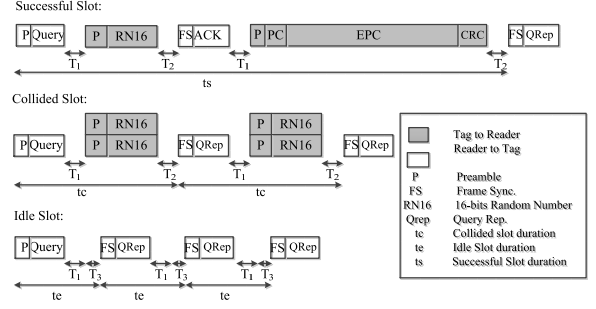 Successful Slot:
P Query P RN16 FS ACK P PC EPC CRC FS QRep
T1 T2 T1 T2
ts
Collided Slot:
P RN16 P RN16
P Query P RN16 FS QRep P RN16 FS QRep
T1 T2 T1 T2
tc tc
Idle Slot:
P Query FS QRep FS QRep FS QRep
T1 T3 T1 T3 T1 T3
te te te
Tag to Reader
Reader to Tag
P Preamble
FS Frame Sync.
RN16 16-bits Random Number
Qrep Query Rep.
tc Collided slot duration
te Idle Slot duration
ts Successful Slot duration